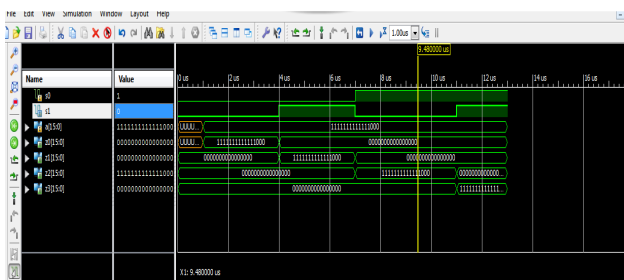 File Edit View Simulation Window Layout Help
1.00us
9.480000 us
Name Value 0 us 2 us 4 us 6 us 8 us 10 us 12 us 14 us 16 us
s0 1
s1 0
a[15:0] 1111111111111000 UUUU... 1111111111111000
z0[15:0] 0000000000000000 UUUU... 1111111111111000 0000000000000000
z1[15:0] 0000000000000000 0000000000000000 1111111111111000 0000000000000000
z2[15:0] 1111111111111000 0000000000000000 1111111111111000 0000000000000...
z3[15:0] 0000000000000000 0000000000000000 1111111111111...
X1: 9.480000 us